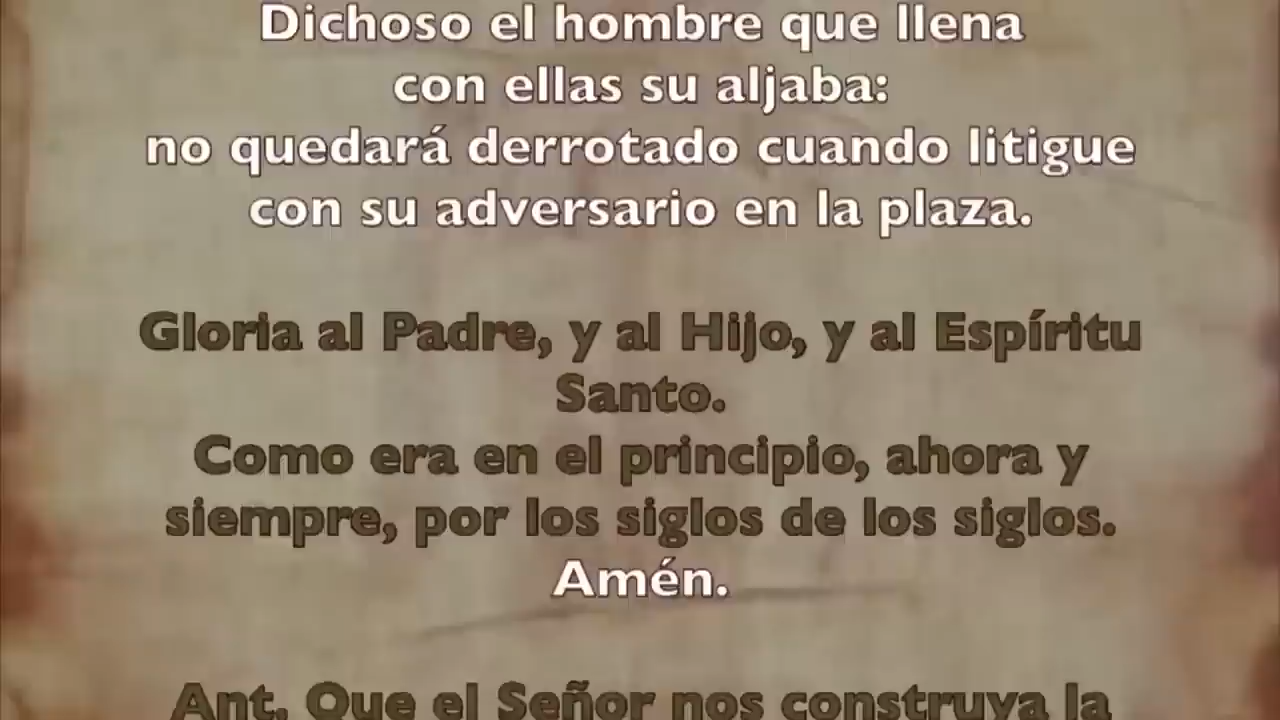 Dichoso el hombre que llena
con ellas su aljaba:
no quedará derrotado cuando litigue
con su adversario en la plaza.
Gloria al Padre, y al Hijo, y al Espíritu
Santo.
Como era en el principio, ahora y
siempre, por los siglos de los siglos.
Amén.
Ant. Que el Señor nos construya la